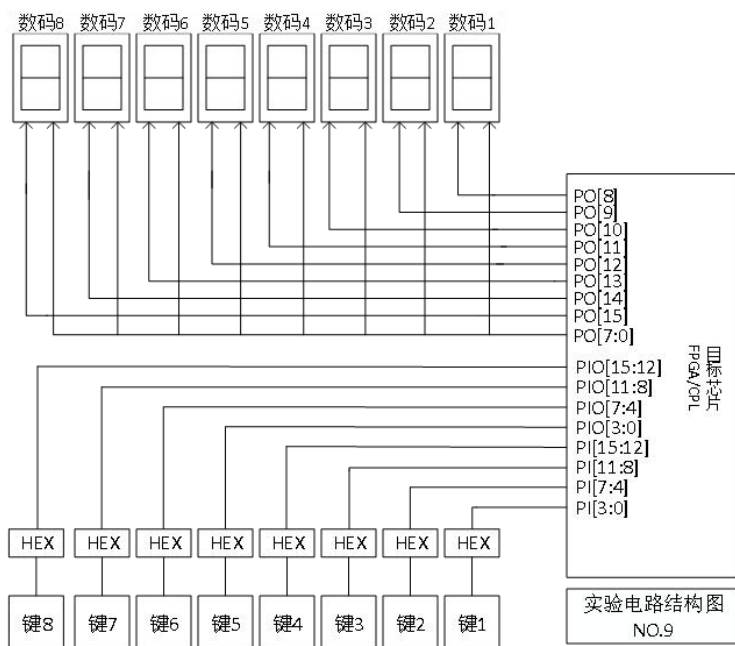 数码8 数码7 数码6 数码5 数码4 数码3 数码2 数码1
PO[8]
PO[9]
PO[10]
PO[11]
PO[12]
PO[13]
PO[14]
PO[15]
PO[7:0]
PIO[15:12]
PIO[11:8]
PIO[7:4]
PIO[3:0]
PI[15:12]
PI[11:8]
PI[7:4]
PI[3:0]
目标芯片
FPGA/CPL
HEX HEX HEX HEX HEX HEX HEX HEX
键8 键7 键6 键5 键4 键3 键2 键1
实验电路结构图
NO.9